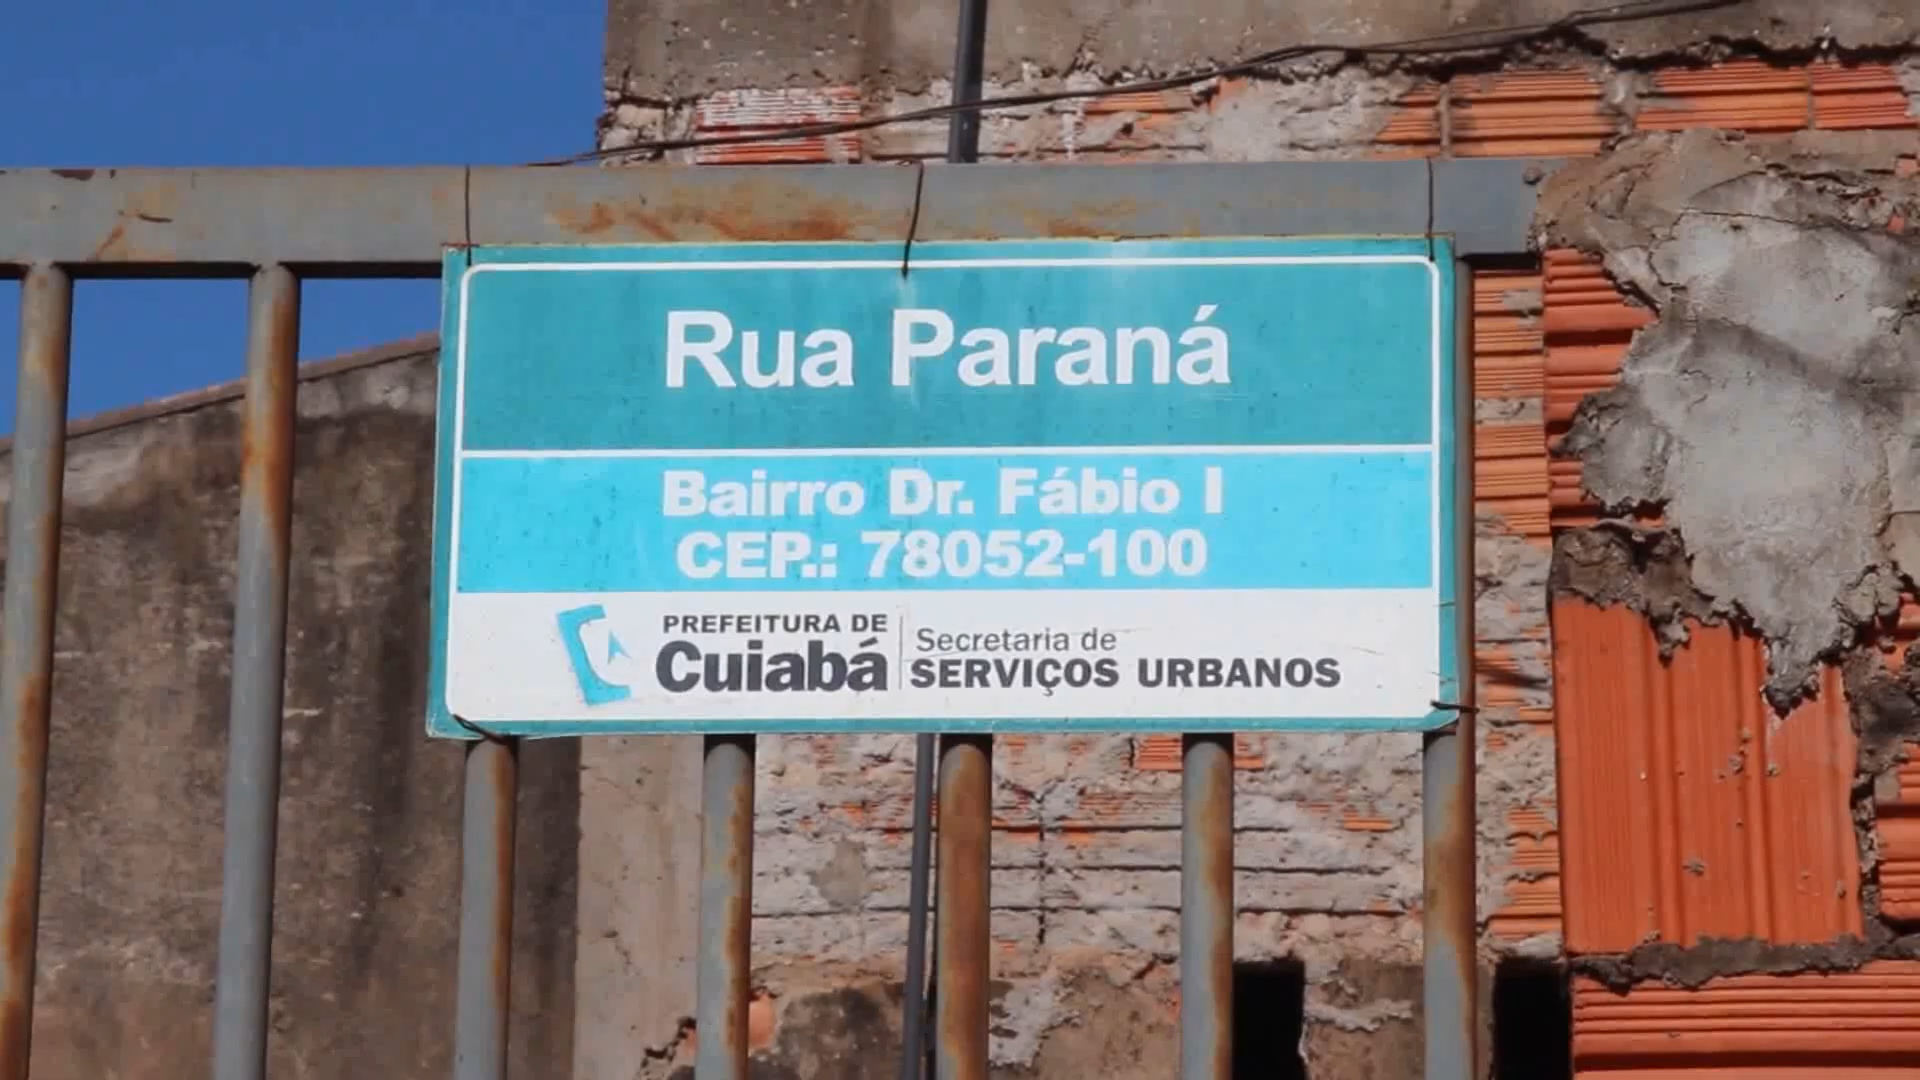 Rua Paraná
Bairro Dr. Fábio I
CEP.: 78052-100
PREFEITURA DE
Cuiabá
Secretaria de
SERVIÇOS URBANOS